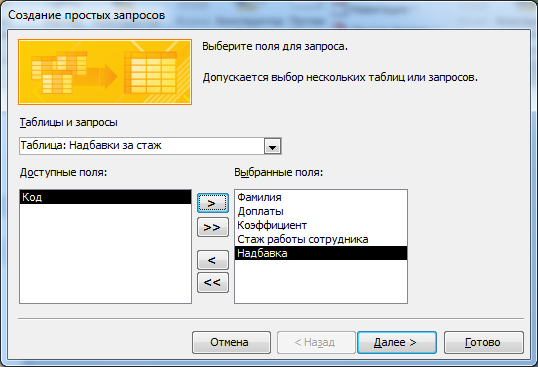 Создание простых запросов
Выберите поля для запроса.
Допускается выбор нескольких таблиц или запросов.
Таблицы и запросы
Таблица: Надбавки за стаж
Доступные поля:
Выбранные поля:
Код
>
>>
<
<<
Фамилия
Доплаты
Коэффициент
Стаж работы сотрудника
Надбавка
Отмена
< Назад
Далее >
Готово